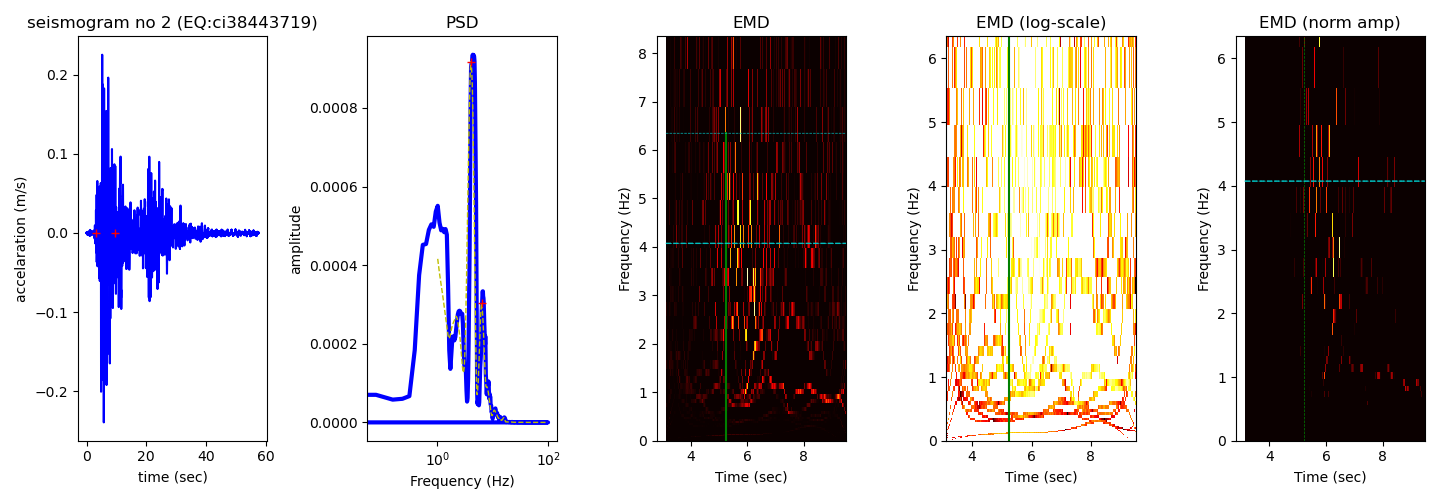 seismogram no 2 (EQ:ci38443719)
accelaration (m/s)
0.2
0.1
0.0
−0.1
−0.2
0 20 40 60
time (sec)
PSD
amplitude
0.0008
0.0006
0.0004
0.0002
0.0000
10⁰ 10²
Frequency (Hz)
EMD
Frequency (Hz)
8
7
6
5
4
3
2
1
0
4 6 8
Time (sec)
EMD (log-scale)
Frequency (Hz)
6
5
4
3
2
1
0
4 6 8
Time (sec)
EMD (norm amp)
Frequency (Hz)
6
5
4
3
2
1
0
4 6 8
Time (sec)